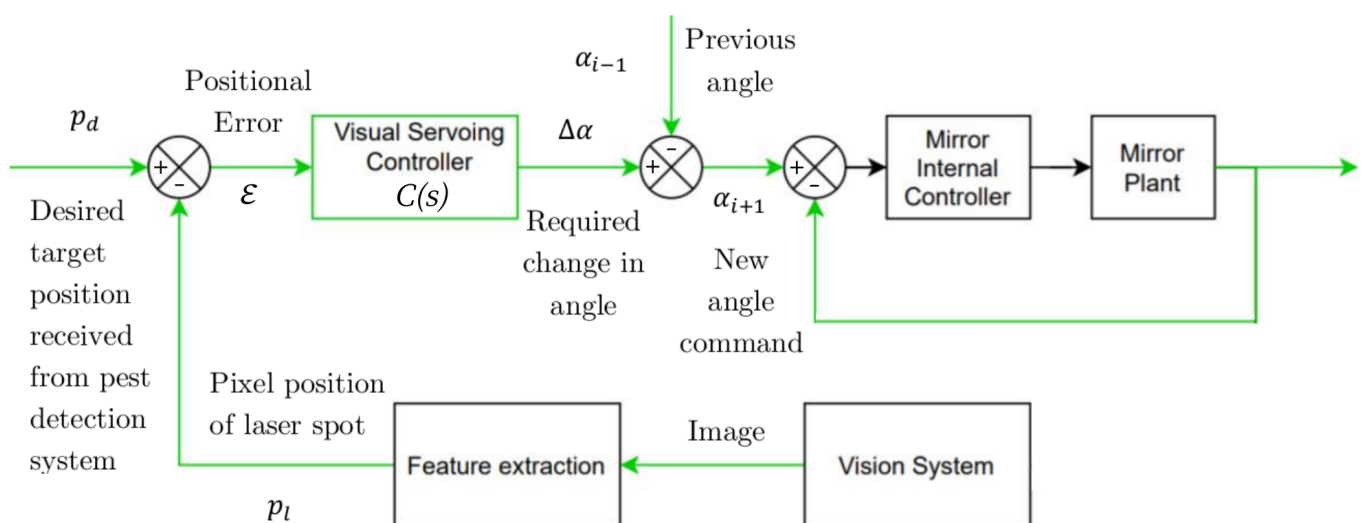 α_{i−1}
Previous
angle
Positional
Error
p_d
Visual Servoing
Controller
C(s)
Δα
+
-
ε
+
-
α_{i+1}
+
-
Mirror
Internal
Controller
Mirror
Plant
Desired
target
position
received
from pest
detection
system
Required
change in
angle
New
angle
command
Pixel position
of laser spot
p_l
Feature extraction
Image
Vision System